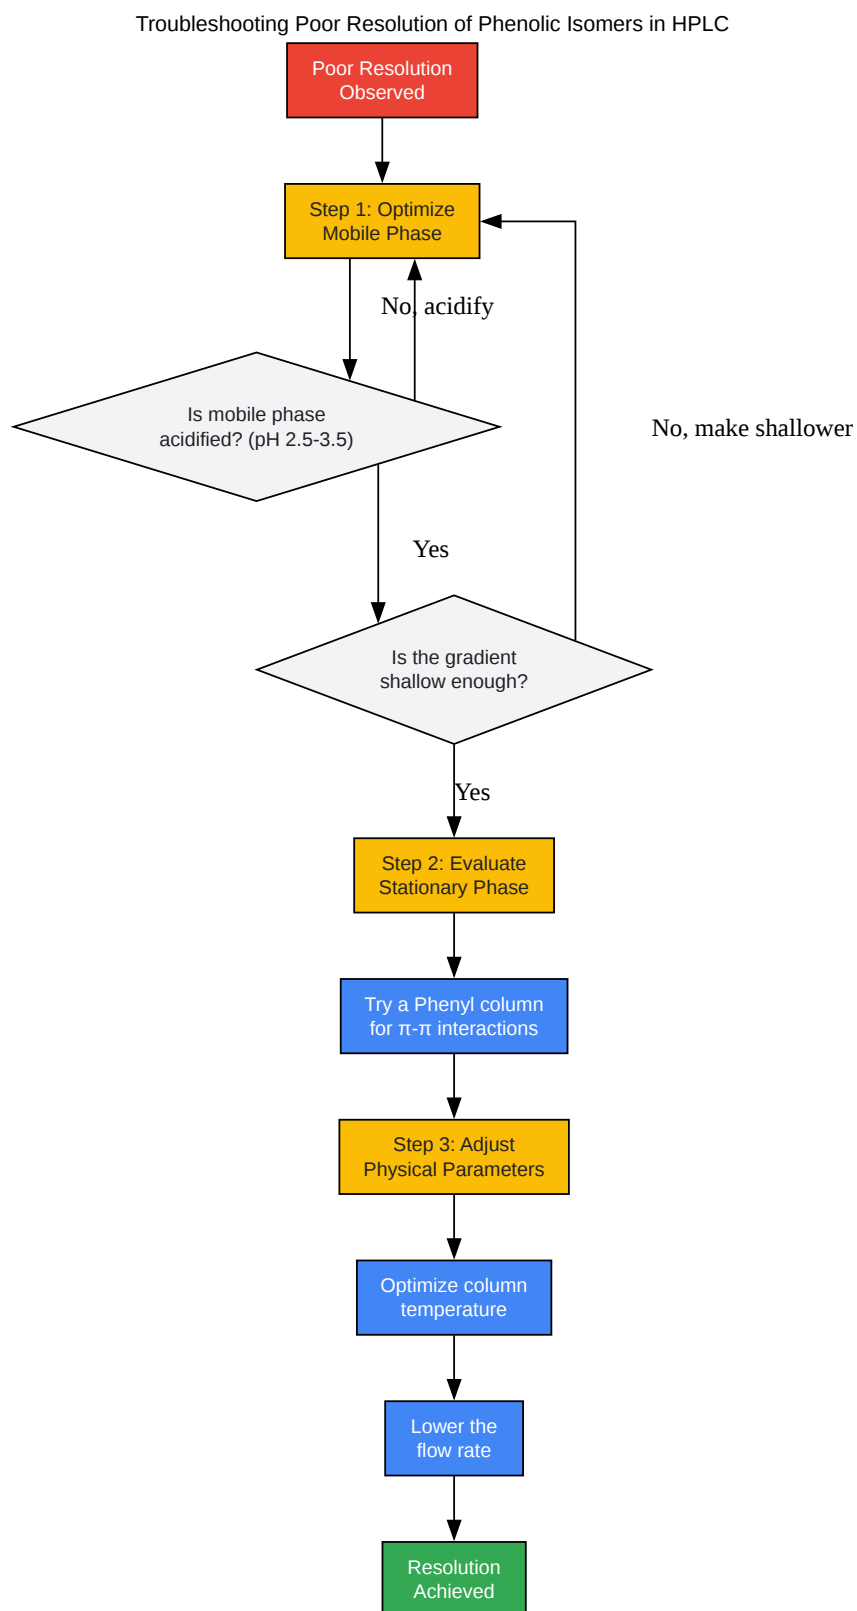 Troubleshooting Poor Resolution of Phenolic Isomers in HPLC
Poor Resolution
Observed
Step 1: Optimize
Mobile Phase
No, acidify
Is mobile phase
acidified? (pH 2.5-3.5)
No, make shallower
Yes
Is the gradient
shallow enough?
Yes
Step 2: Evaluate
Stationary Phase
Try a Phenyl column
for π-π interactions
Step 3: Adjust
Physical Parameters
Optimize column
temperature
Lower the
flow rate
Resolution
Achieved